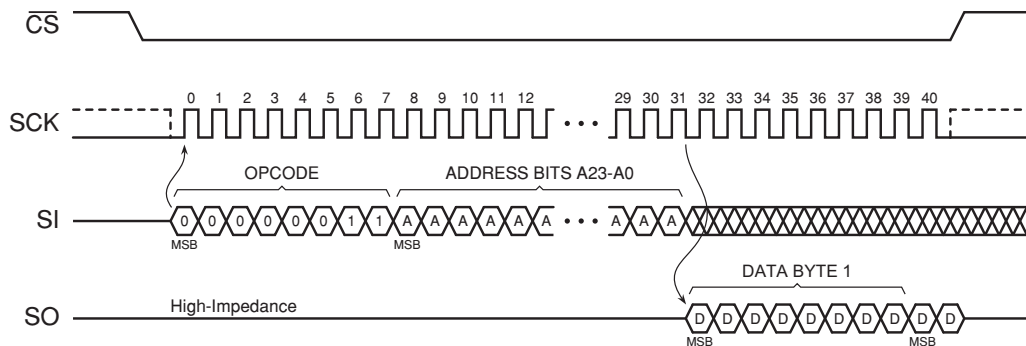 CS
0 1 2 3 4 5 6 7 8 9 10 11 12 29 30 31 32 33 34 35 36 37 38 39 40
SCK
OPCODE ADDRESS BITS A23-A0
SI 0 0 0 0 0 0 1 1 A A A A A A A A A
MSB MSB
DATA BYTE 1
High-Impedance
SO D D D D D D D D D D
MSB MSB